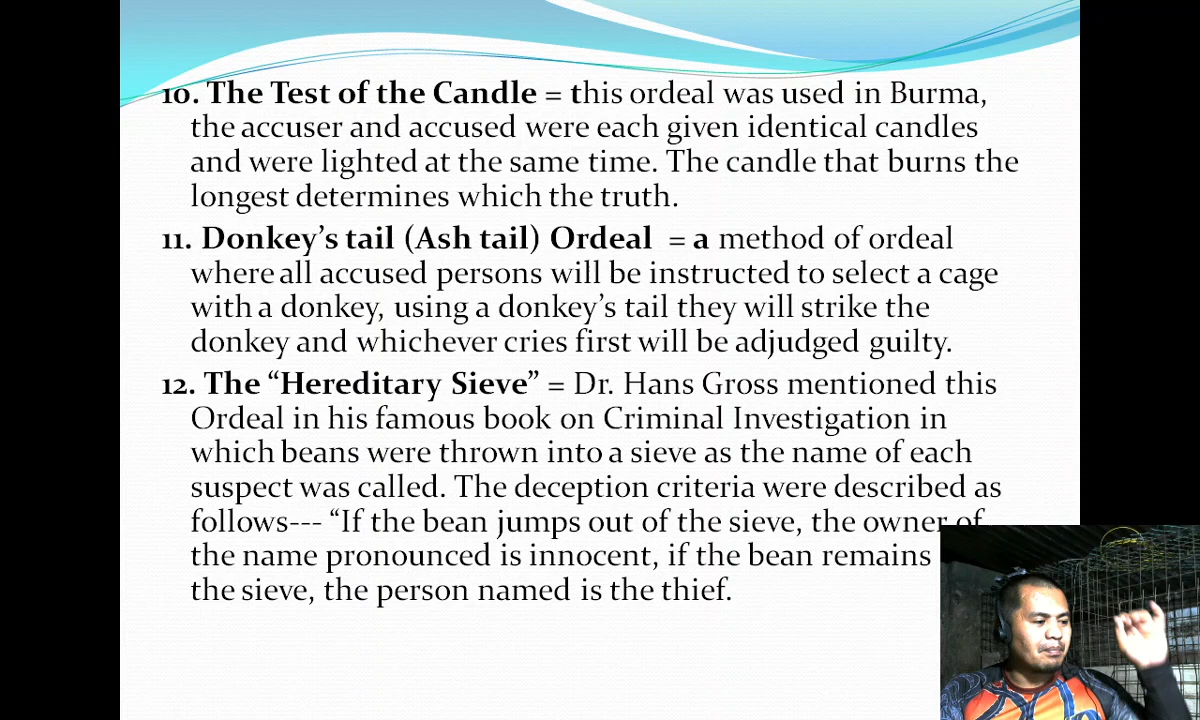 10. The Test of the Candle = this ordeal was used in Burma,
the accuser and accused were each given identical candles
and were lighted at the same time. The candle that burns the
longest determines which the truth.
11. Donkey’s tail (Ash tail) Ordeal = a method of ordeal
where all accused persons will be instructed to select a cage
with a donkey, using a donkey’s tail they will strike the
donkey and whichever cries first will be adjudged guilty.
12. The “Hereditary Sieve” = Dr. Hans Gross mentioned this
Ordeal in his famous book on Criminal Investigation in
which beans were thrown into a sieve as the name of each
suspect was called. The deception criteria were described as
follows--- “If the bean jumps out of the sieve, the owner of
the name pronounced is innocent, if the bean remains
the sieve, the person named is the thief.